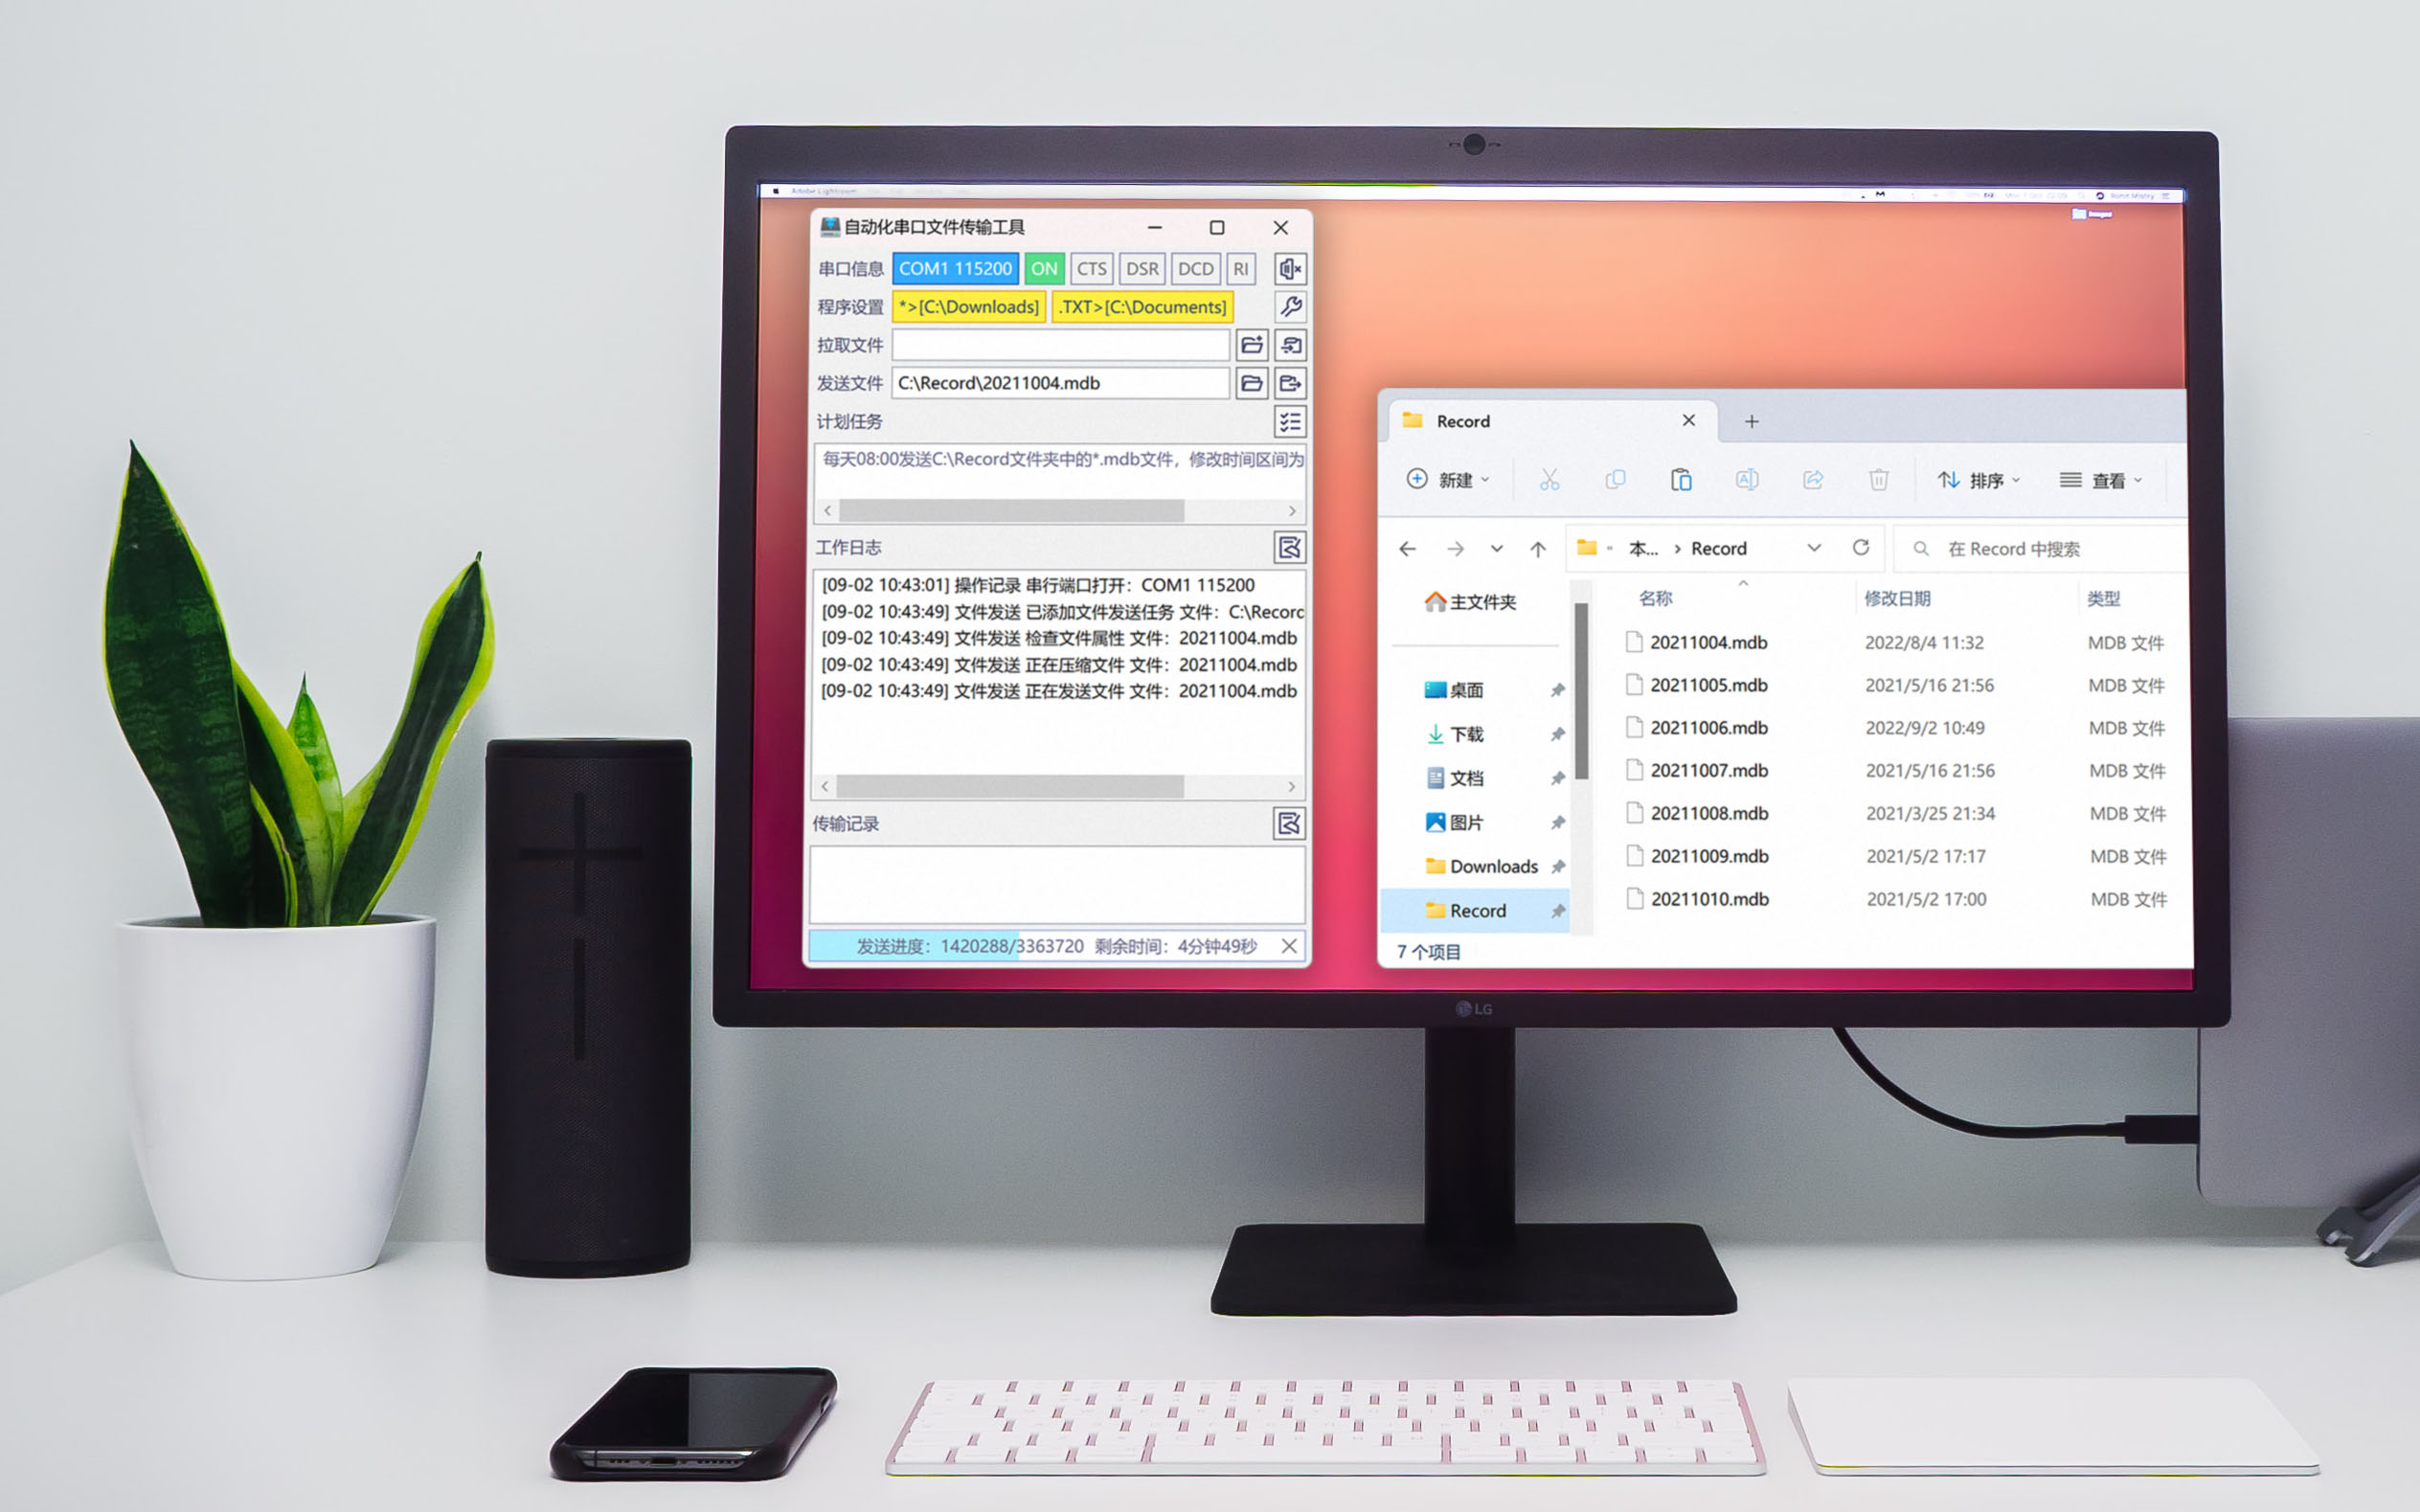 Adobe Lightroom
自动化串口文件传输工具
串口信息 COM1 115200 ON CTS DSR DCD RI
程序设置 *>[C:\Downloads] .TXT>[C:\Documents]
拉取文件
发送文件 C:\Record\20211004.mdb
计划任务
每天08:00发送C:\Record文件夹中的*.mdb文件，修改时间区间为
工作日志
[09-02 10:43:01] 操作记录 串行端口打开：COM1 115200
[09-02 10:43:49] 文件发送 已添加文件发送任务 文件：C:\Record
[09-02 10:43:49] 文件发送 检查文件属性 文件：20211004.mdb
[09-02 10:43:49] 文件发送 正在压缩文件 文件：20211004.mdb
[09-02 10:43:49] 文件发送 正在发送文件 文件：20211004.mdb
传输记录
发送进度：1420288/3363720 剩余时间：4分钟49秒
Record
新建 排序 查看
本... › Record 在 Record 中搜索
主文件夹
桌面
下载
文档
图片
Downloads
Record
名称 修改日期 类型
20211004.mdb 2022/8/4 11:32 MDB 文件
20211005.mdb 2021/5/16 21:56 MDB 文件
20211006.mdb 2022/9/2 10:49 MDB 文件
20211007.mdb 2021/5/16 21:56 MDB 文件
20211008.mdb 2021/3/25 21:34 MDB 文件
20211009.mdb 2021/5/2 17:17 MDB 文件
20211010.mdb 2021/5/2 17:00 MDB 文件
7 个项目
LG